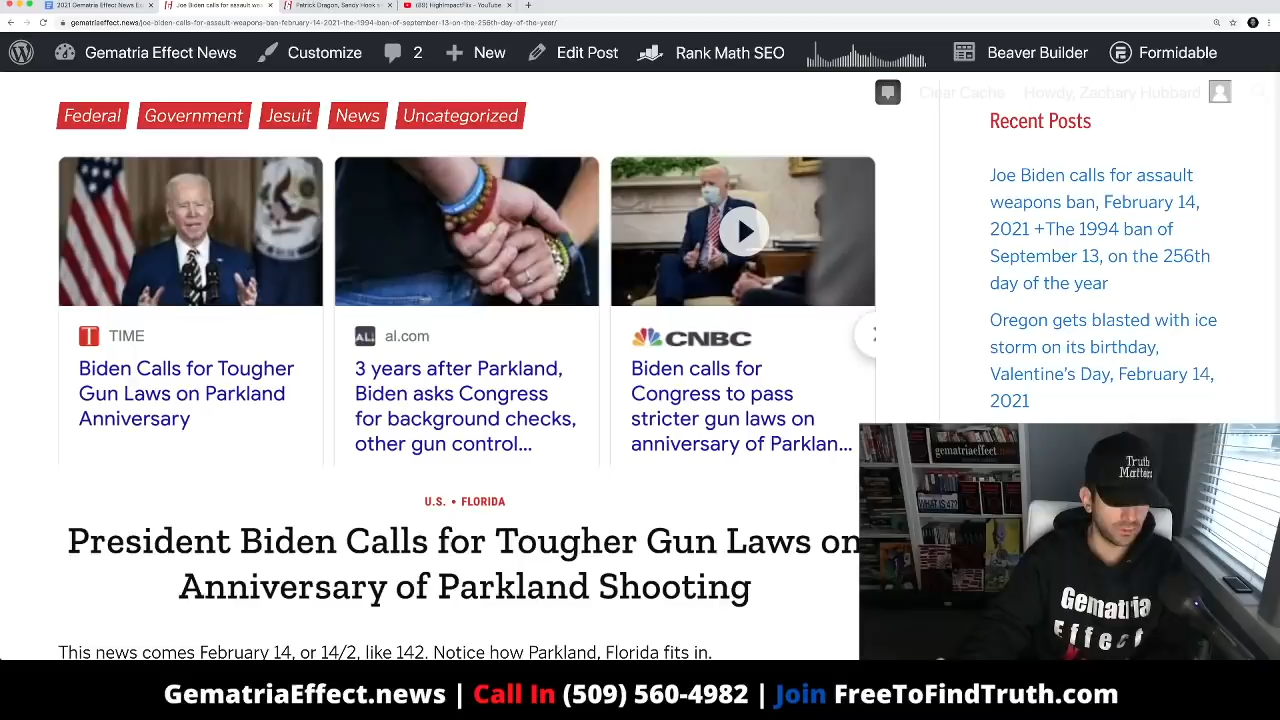 2021 Gematria Effect News E
Joe Biden calls for assault wea
Patrick Dragon, Sandy Hook s
(89) HighImpactFlix - YouTube
gematriaeffect.news/joe-biden-calls-for-assault-weapons-ban-february-14-2021-the-1994-ban-of-september-13-on-the-256th-day-of-the-year/
Gematria Effect News
Customize
2
New
Edit Post
Rank Math SEO
Beaver Builder
Formidable
Clear Cache
Howdy, Zachary Hubbard
Federal
Government
Jesuit
News
Uncategorized
TIME
Biden Calls for Tougher
Gun Laws on Parkland
Anniversary
AL.
al.com
3 years after Parkland,
Biden asks Congress
for background checks,
other gun control...
CNBC
Biden calls for
Congress to pass
stricter gun laws on
anniversary of Parklan...
U.S. • FLORIDA
President Biden Calls for Tougher Gun Laws on
Anniversary of Parkland Shooting
This news comes February 14, or 14/2, like 142. Notice how Parkland, Florida fits in.
Recent Posts
Joe Biden calls for assault
weapons ban, February 14,
2021 +The 1994 ban of
September 13, on the 256th
day of the year
Oregon gets blasted with ice
storm on its birthday,
Valentine's Day, February 14,
2021
gematriaeffect.news
Truth
Matters
Gematria
Effect
GematriaEffect.news | Call In (509) 560-4982 | Join FreeToFindTruth.com